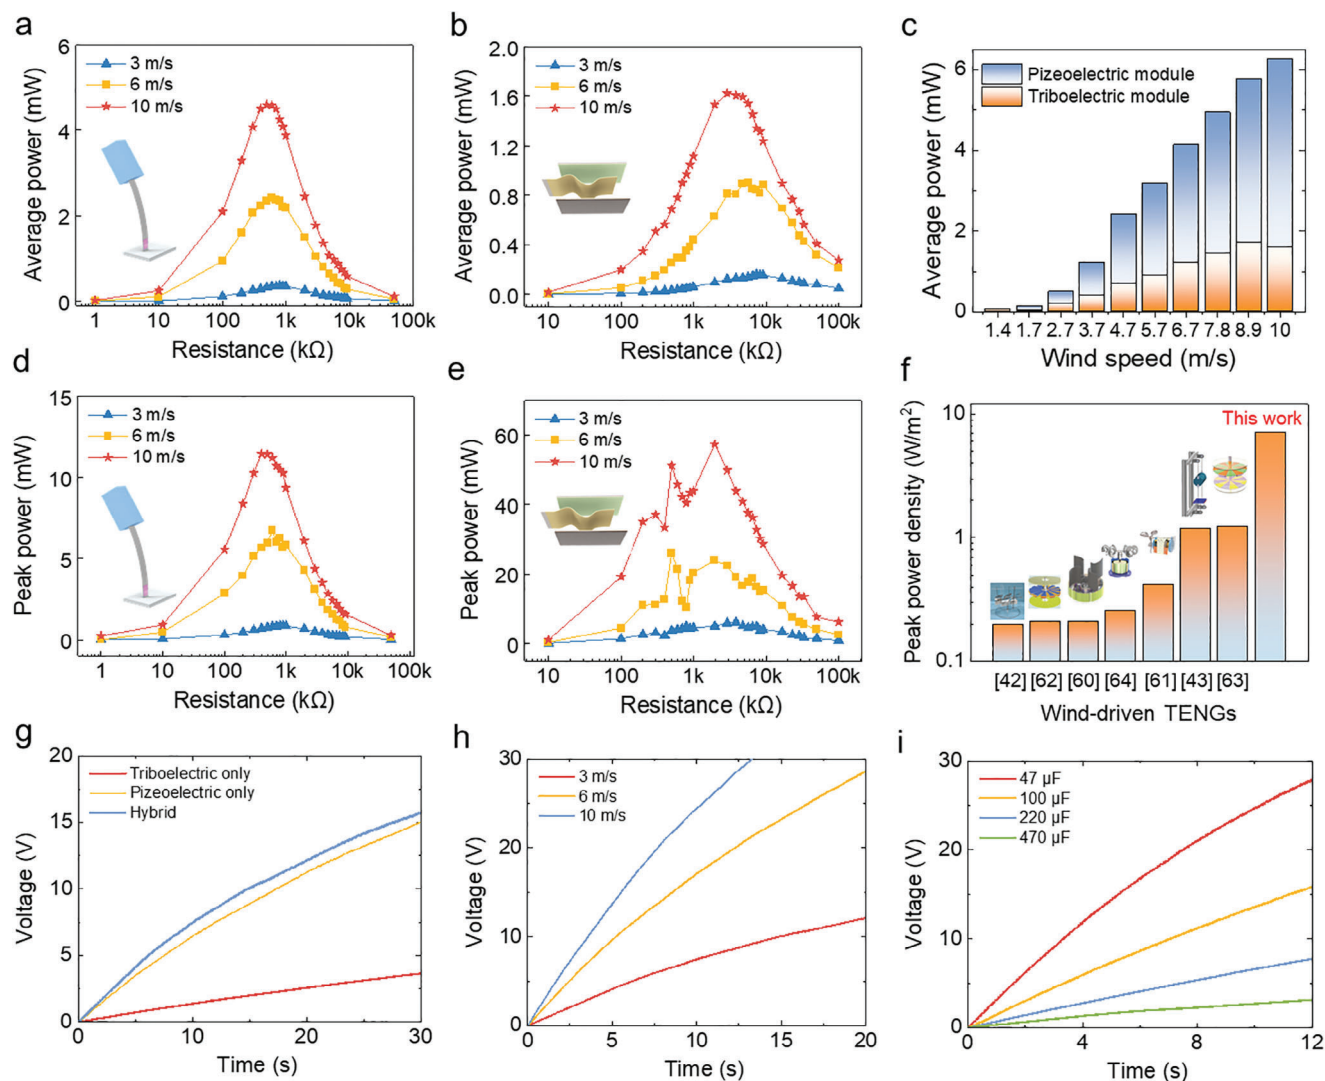 a
Average power (mW)
6
4
2
0
3 m/s
6 m/s
10 m/s
1
10
100
1k
10k
100k
Resistance (kΩ)
b
Average power (mW)
2.0
1.6
1.2
0.8
0.4
0.0
3 m/s
6 m/s
10 m/s
10
100
1k
10k
100k
Resistance (kΩ)
c
Average power (mW)
6
4
2
0
Pizeoelectric module
Triboelectric module
1.4
1.7
2.7
3.7
4.7
5.7
6.7
7.8
8.9
10
Wind speed (m/s)
d
Peak power (mW)
15
10
5
0
3 m/s
6 m/s
10 m/s
1
10
100
1k
10k
100k
Resistance (kΩ)
e
Peak power (mW)
60
40
20
0
3 m/s
6 m/s
10 m/s
10
100
1k
10k
100k
Resistance (kΩ)
f
Peak power density (W/m²)
10
1
0.1
This work
[42] [62] [60] [64] [61] [43] [63]
Wind-driven TENGs
g
Voltage (V)
20
15
10
5
0
Triboelectric only
Pizeoelectric only
Hybrid
0
10
20
30
Time (s)
h
Voltage (V)
30
20
10
0
3 m/s
6 m/s
10 m/s
0
5
10
15
20
Time (s)
i
Voltage (V)
30
20
10
0
47 μF
100 μF
220 μF
470 μF
0
4
8
12
Time (s)